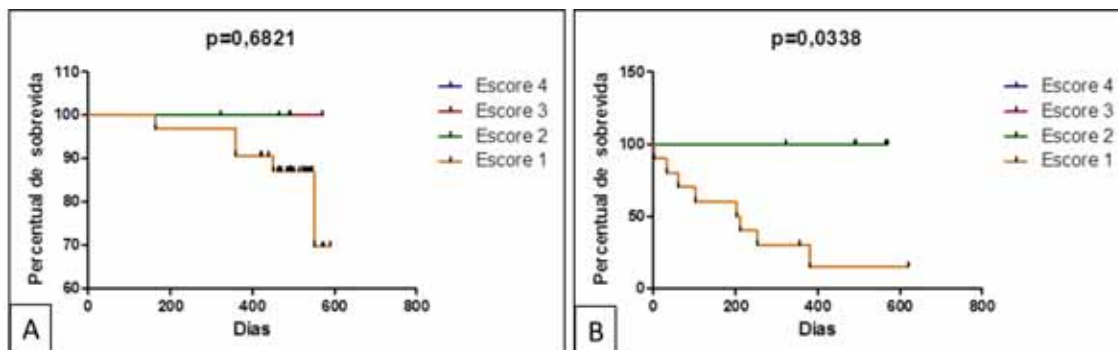 p=0,6821
110
100
90
80
70
60
Percentual de sobrevida
0
200
400
600
800
Dias
Escore 4
Escore 3
Escore 2
Escore 1
A
p=0,0338
150
100
50
0
Percentual de sobrevida
0
200
400
600
800
Dias
Escore 4
Escore 3
Escore 2
Escore 1
B